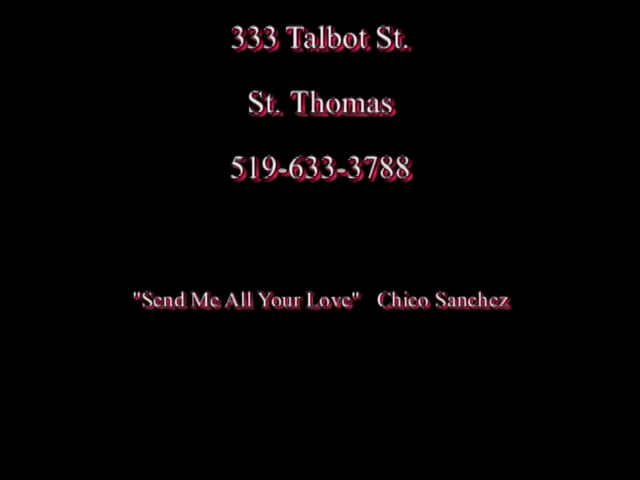 333 Talbot St.
St. Thomas
519-633-3788
"Send Me All Your Love" Chico Sanchez